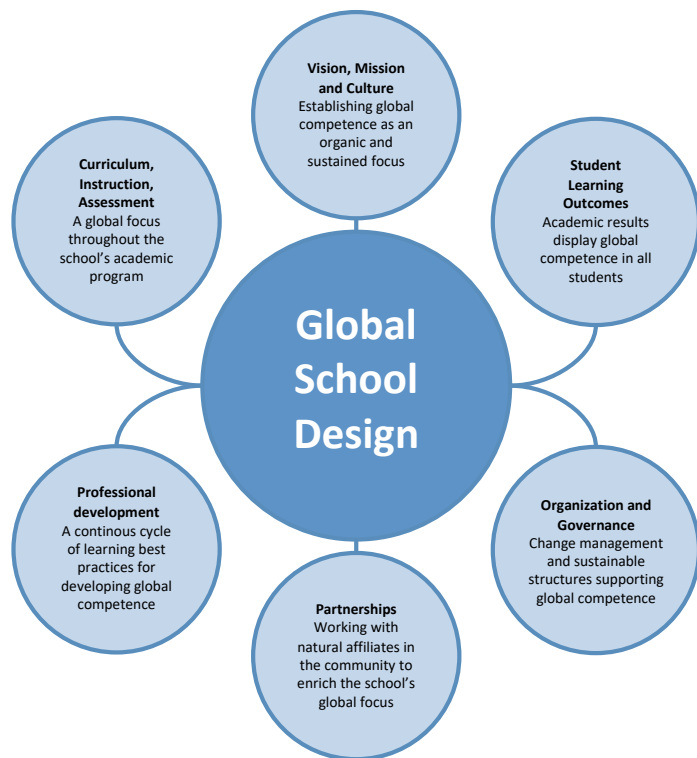 Vision, Mission
and Culture
Establishing global
competence as an
organic and
sustained focus
Student
Learning
Outcomes
Academic results
display global
competence in all
students
Organization and
Governance
Change management
and sustainable
structures supporting
global competence
Partnerships
Working with
natural affiliates in
the community to
enrich the school's
global focus
Professional
development
A continous cycle
of learning best
practices for
developing global
competence
Curriculum,
Instruction,
Assessment
A global focus
throughout the
school's academic
program
Global
School
Design